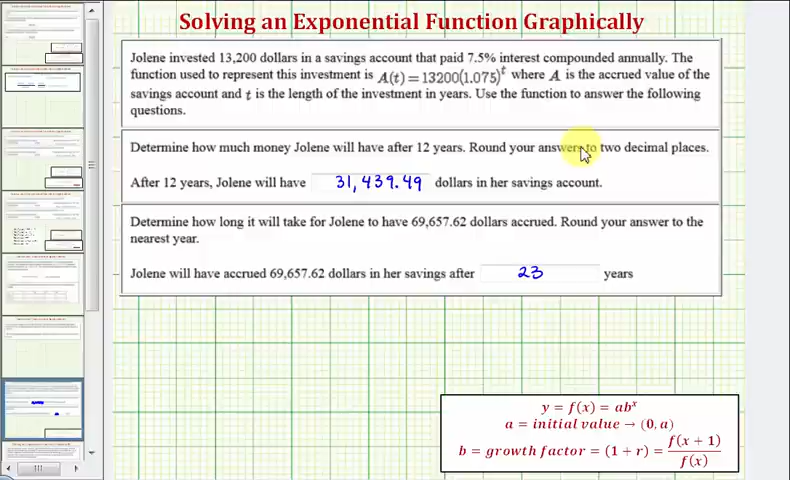 Solving an Exponential Function Graphically
Jolene invested 13,200 dollars in a savings account that paid 7.5% interest compounded annually. The
function used to represent this investment is A(t) = 13200(1.075)^t where A is the accrued value of the
savings account and t is the length of the investment in years. Use the function to answer the following
questions.
Determine how much money Jolene will have after 12 years. Round your answers to two decimal places.
After 12 years, Jolene will have 31,439.49 dollars in her savings account.
Determine how long it will take for Jolene to have 69,657.62 dollars accrued. Round your answer to the
nearest year.
Jolene will have accrued 69,657.62 dollars in her savings after 23 years
y = f(x) = ab^x
a = initial value → (0, a)
b = growth factor = (1 + r) = f(x + 1) / f(x)